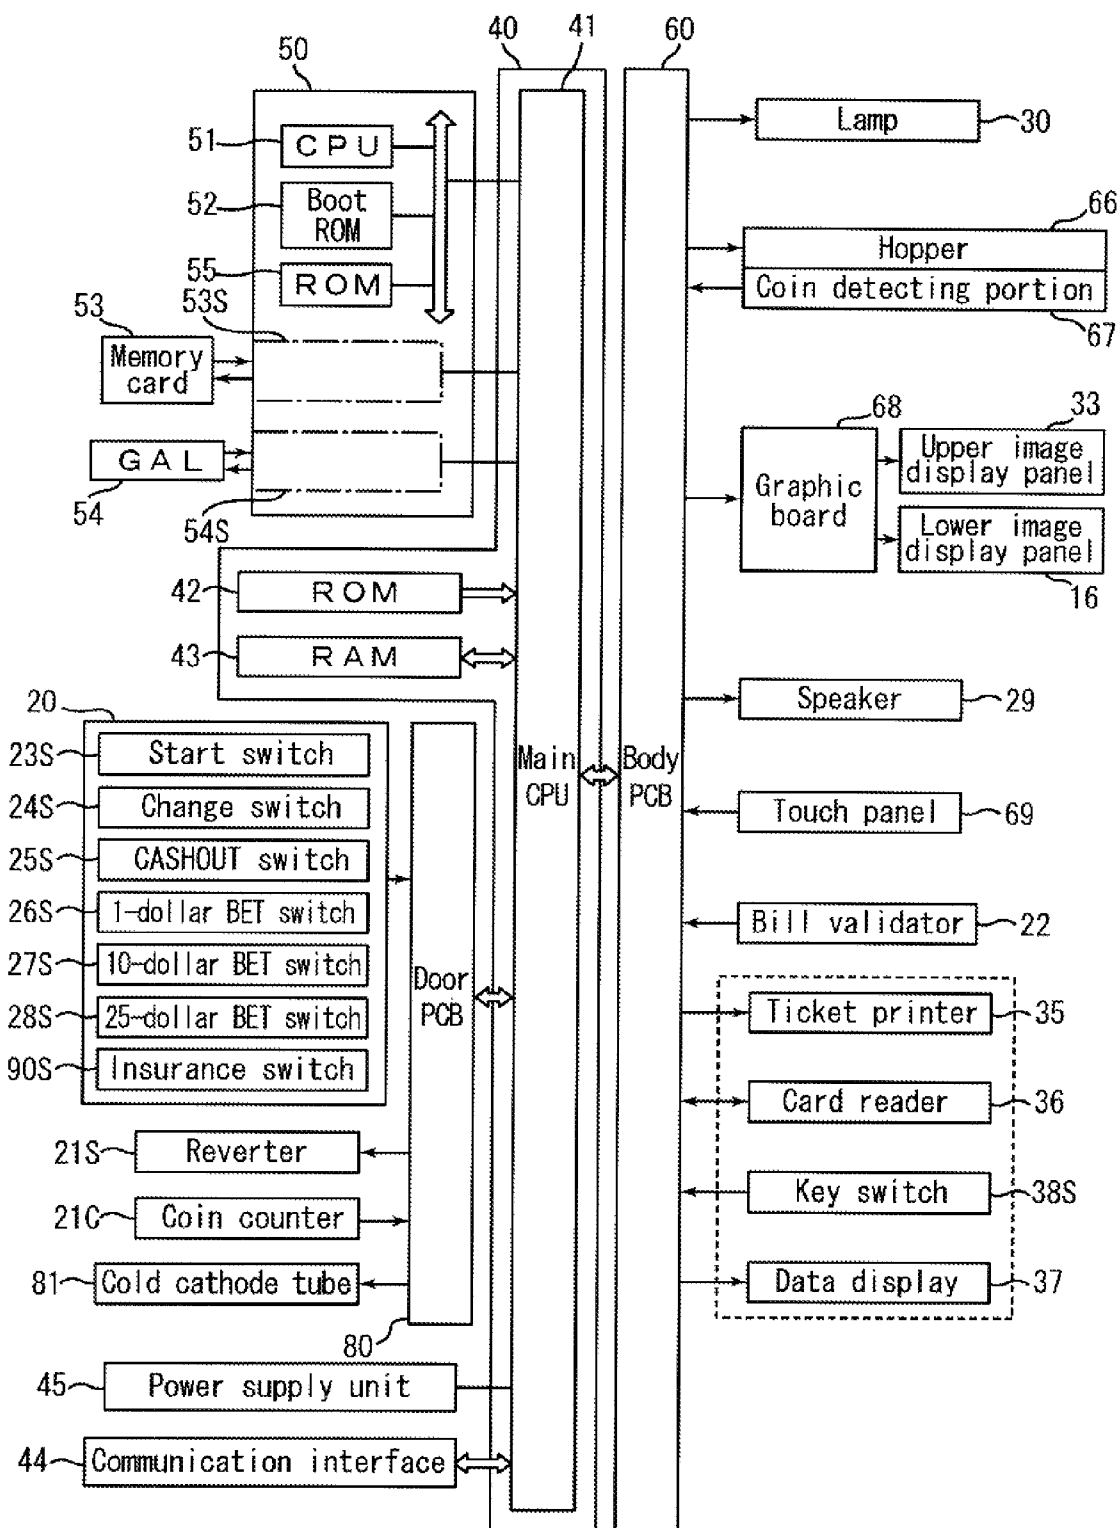 40
41
60
50
51
CPU
52
Boot
ROM
55
ROM
53S
53
Memory
card
GAL
54
54S
42
ROM
43
RAM
20
23S
Start switch
24S
Change switch
25S
CASHOUT switch
26S
1-dollar BET switch
27S
10-dollar BET switch
28S
25-dollar BET switch
90S
Insurance switch
21S
Reverter
21C
Coin counter
81
Cold cathode tube
80
45
Power supply unit
44
Communication interface
Door
PCB
Main
CPU
Body
PCB
Lamp
30
66
Hopper
Coin detecting portion
67
68
Graphic
board
33
Upper image
display panel
Lower image
display panel
16
Speaker
29
Touch panel
69
Bill validator
22
Ticket printer
35
Card reader
36
Key switch
38S
Data display
37